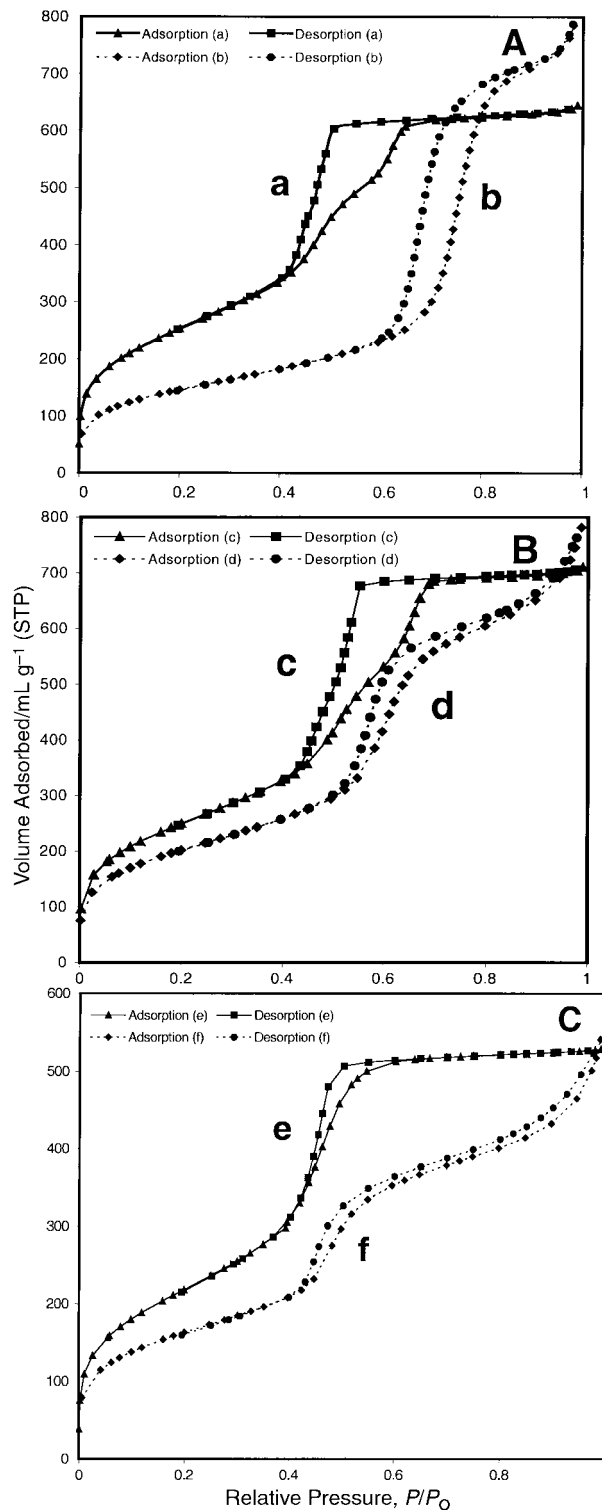 800
Adsorption (a) Desorption (a)
Adsorption (b) Desorption (b)
A
700
600
500
400
300
200
100
0
a
b
0 0.2 0.4 0.6 0.8 1
800
Adsorption (c) Desorption (c)
Adsorption (d) Desorption (d)
B
700
600
500
400
300
200
100
0
c
d
0 0.2 0.4 0.6 0.8 1
Volume Adsorbed/mL g⁻¹ (STP)
600
Adsorption (e) Desorption (e)
Adsorption (f) Desorption (f)
C
500
400
300
200
100
0
e
f
0 0.2 0.4 0.6 0.8 1
Relative Pressure, P/P₀